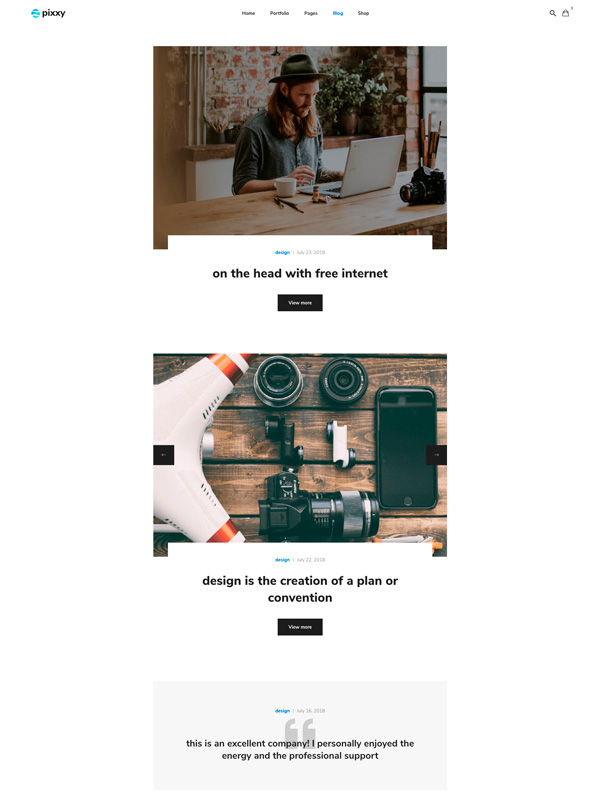 pixxy
Home Portfolio Pages Blog Shop
0
design | July 23, 2018
on the head with free internet
View more
design | July 22, 2018
design is the creation of a plan or
convention
View more
design | July 16, 2018
this is an excellent company! I personally enjoyed the
energy and the professional support